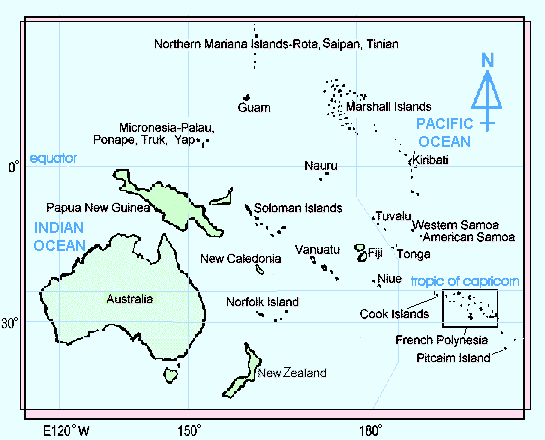 Northern Mariana Islands-Rota, Saipan, Tinian
N
Guam
Marshall Islands
Micronesia-Palau,
Ponape, Truk, Yap
PACIFIC
OCEAN
0°
equator
Nauru
Kiribati
Papua New Guinea
Soloman Islands
Tuvalu
Western Samoa
American Samoa
INDIAN
OCEAN
New Caledonia
Vanuatu
Fiji
Tonga
Niue
tropic of capricorn
Australia
Norfolk Island
Cook Islands
30°
French Polynesia
Pitcairn Island
New Zealand
E120°W
150°
180°